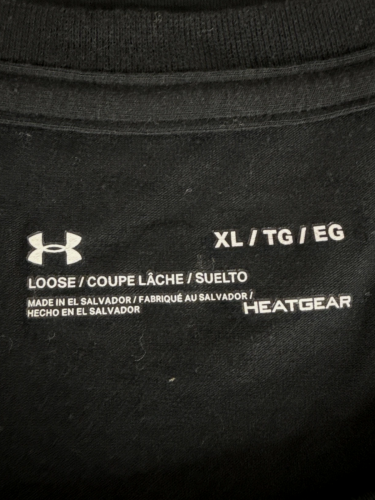 XL / TG / EG
LOOSE / COUPE LÂCHE / SUELTO
MADE IN EL SALVADOR / FABRIQUÉ AU SALVADOR /
HECHO EN EL SALVADOR
HEATGEAR